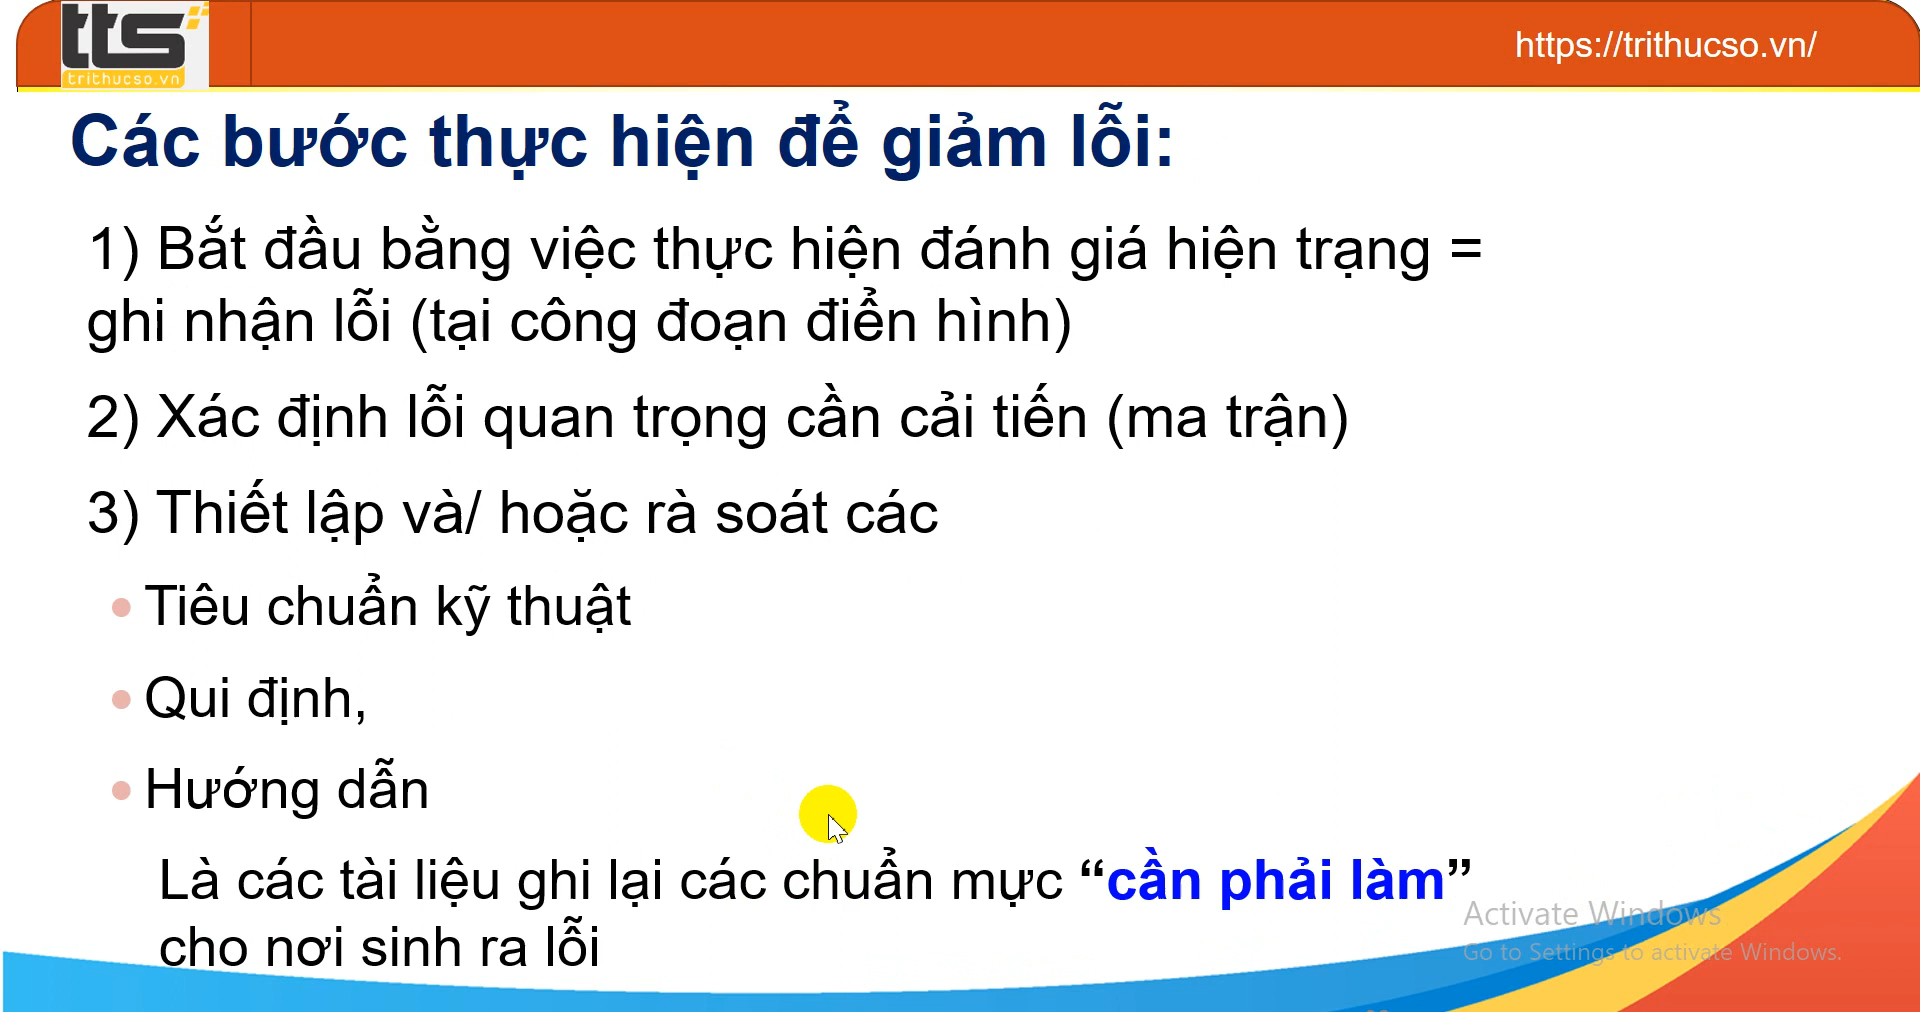 tts
trithucso.vn
https://trithucso.vn/
Các bước thực hiện để giảm lỗi:
1) Bắt đầu bằng việc thực hiện đánh giá hiện trạng =
ghi nhận lỗi (tại công đoạn điển hình)
2) Xác định lỗi quan trọng cần cải tiến (ma trận)
3) Thiết lập và/ hoặc rà soát các
• Tiêu chuẩn kỹ thuật
• Qui định,
• Hướng dẫn
Là các tài liệu ghi lại các chuẩn mực “cần phải làm”
cho nơi sinh ra lỗi
Activate Windows
Go to Settings to activate Windows.